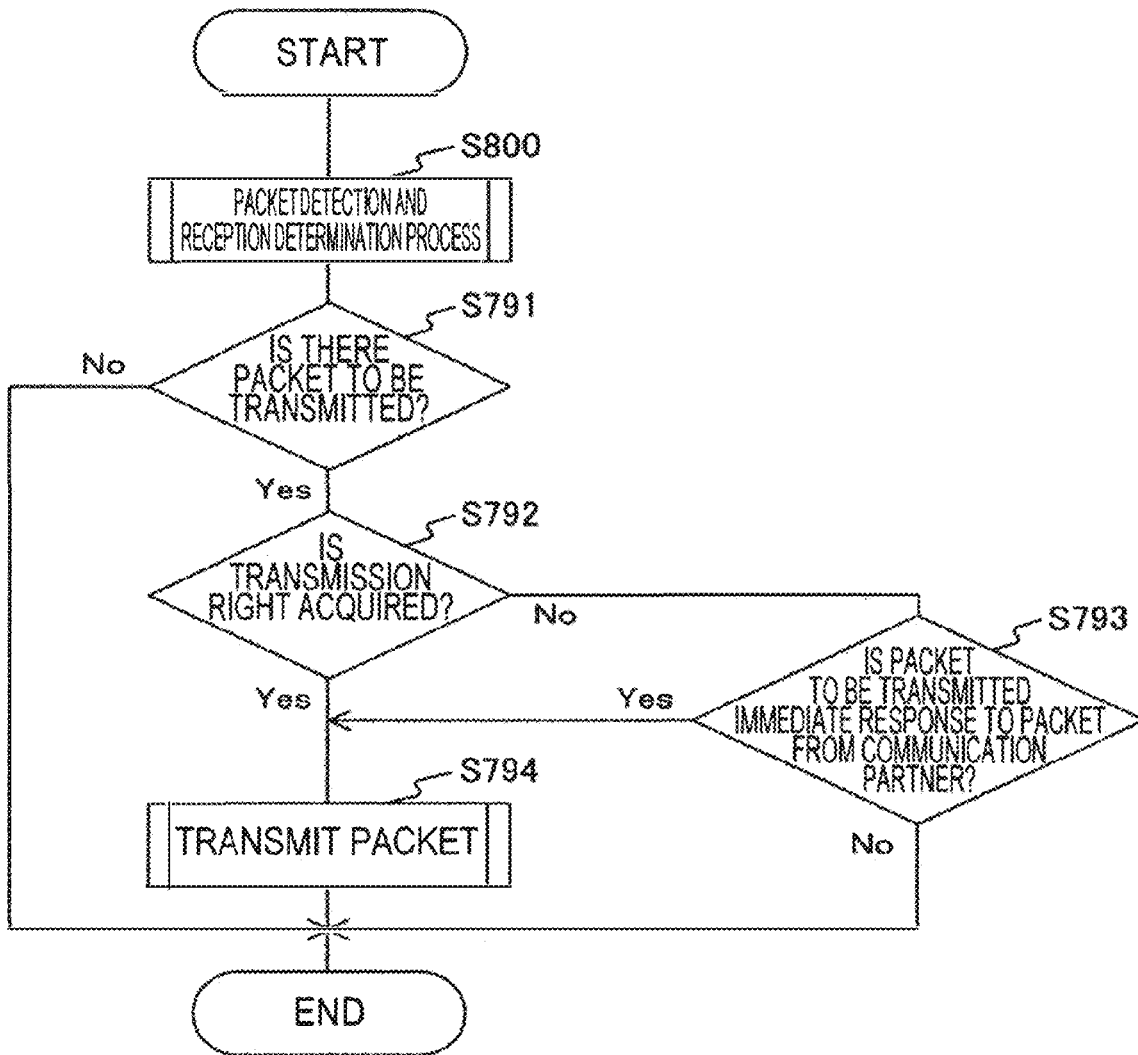 START
S800
PACKET DETECTION AND
RECEPTION DETERMINATION PROCESS
S791
IS THERE
PACKET TO BE
TRANSMITTED?
No
Yes
S792
IS
TRANSMISSION
RIGHT ACQUIRED?
No
Yes
S793
IS PACKET
TO BE TRANSMITTED
IMMEDIATE RESPONSE TO PACKET
FROM COMMUNICATION
PARTNER?
Yes
No
S794
TRANSMIT PACKET
END